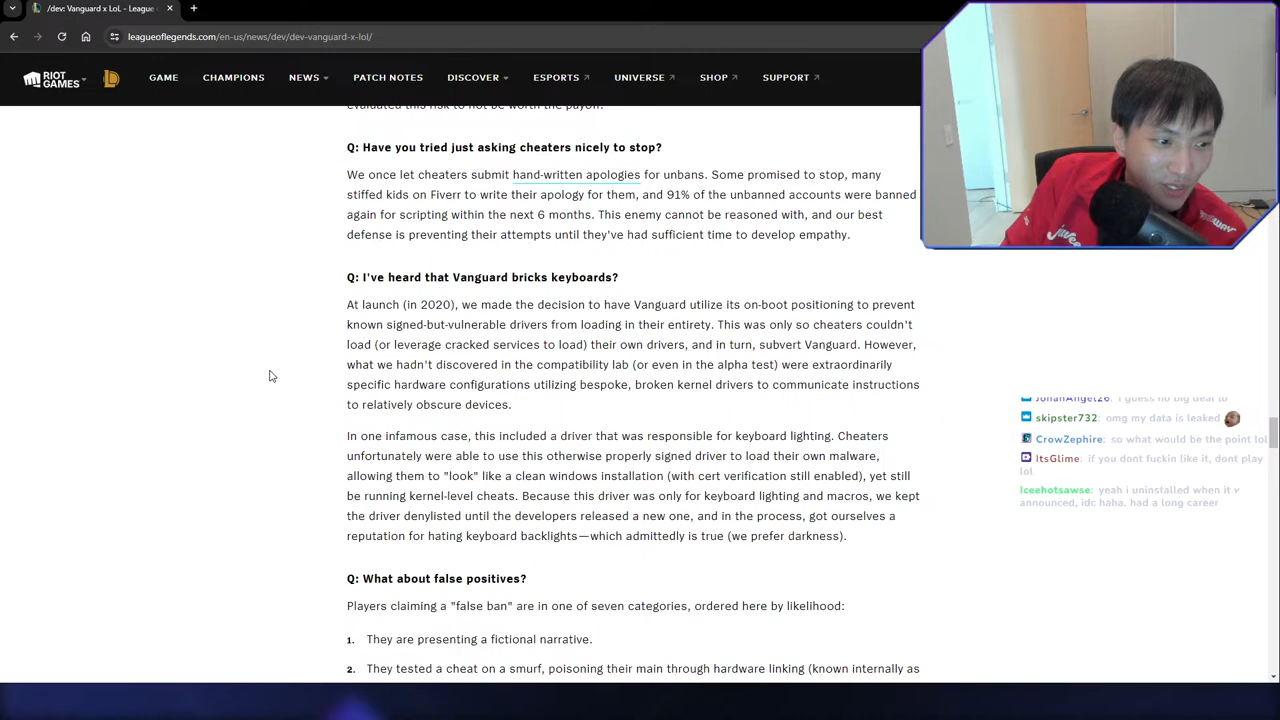 /dev: Vanguard x LoL - League o
leagueoflegends.com/en-us/news/dev/dev-vanguard-x-lol/
RIOT GAMES GAME CHAMPIONS NEWS PATCH NOTES DISCOVER ESPORTS UNIVERSE SHOP SUPPORT
evaluated this risk to not be worth the payoff.
Q: Have you tried just asking cheaters nicely to stop?
We once let cheaters submit hand-written apologies for unbans. Some promised to stop, many
stiffed kids on Fiverr to write their apology for them, and 91% of the unbanned accounts were banned
again for scripting within the next 6 months. This enemy cannot be reasoned with, and our best
defense is preventing their attempts until they've had sufficient time to develop empathy.
Q: I've heard that Vanguard bricks keyboards?
At launch (in 2020), we made the decision to have Vanguard utilize its on-boot positioning to prevent
known signed-but-vulnerable drivers from loading in their entirety. This was only so cheaters couldn't
load (or leverage cracked services to load) their own drivers, and in turn, subvert Vanguard. However,
what we hadn't discovered in the compatibility lab (or even in the alpha test) were extraordinarily
specific hardware configurations utilizing bespoke, broken kernel drivers to communicate instructions
to relatively obscure devices.
In one infamous case, this included a driver that was responsible for keyboard lighting. Cheaters
unfortunately were able to use this otherwise properly signed driver to load their own malware,
allowing them to "look" like a clean windows installation (with cert verification still enabled), yet still
be running kernel-level cheats. Because this driver was only for keyboard lighting and macros, we kept
the driver denylisted until the developers released a new one, and in the process, got ourselves a
reputation for hating keyboard backlights—which admittedly is true (we prefer darkness).
Q: What about false positives?
Players claiming a "false ban" are in one of seven categories, ordered here by likelihood:
1. They are presenting a fictional narrative.
2. They tested a cheat on a smurf, poisoning their main through hardware linking (known internally as
JonahAngel26: I guess no big deal lo
skipster732: omg my data is leaked
CrowZephire: so what would be the point lol
ItsGlime: if you dont fuckin like it, dont play
lol
Iceehotsawse: yeah i uninstalled when it v
announced, idc haha. had a long career